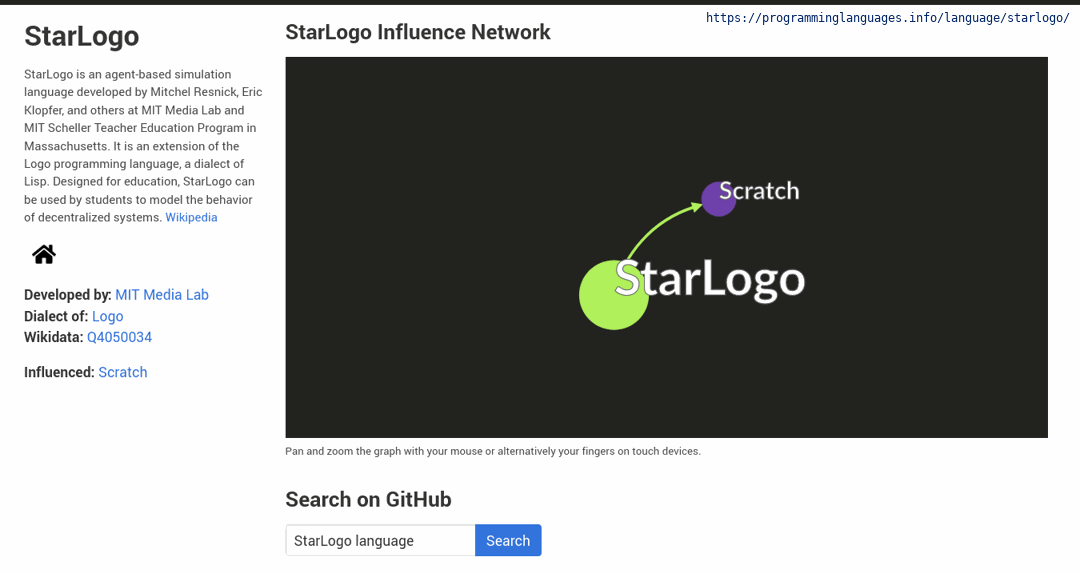 https://programminglanguages.info/language/starlogo/
StarLogo
StarLogo is an agent-based simulation
language developed by Mitchel Resnick, Eric
Klopfer, and others at MIT Media Lab and
MIT Scheller Teacher Education Program in
Massachusetts. It is an extension of the
Logo programming language, a dialect of
Lisp. Designed for education, StarLogo can
be used by students to model the behavior
of decentralized systems. Wikipedia
Developed by: MIT Media Lab
Dialect of: Logo
Wikidata: Q4050034
Influenced: Scratch
StarLogo Influence Network
Scratch
StarLogo
Pan and zoom the graph with your mouse or alternatively your fingers on touch devices.
Search on GitHub
StarLogo language
Search